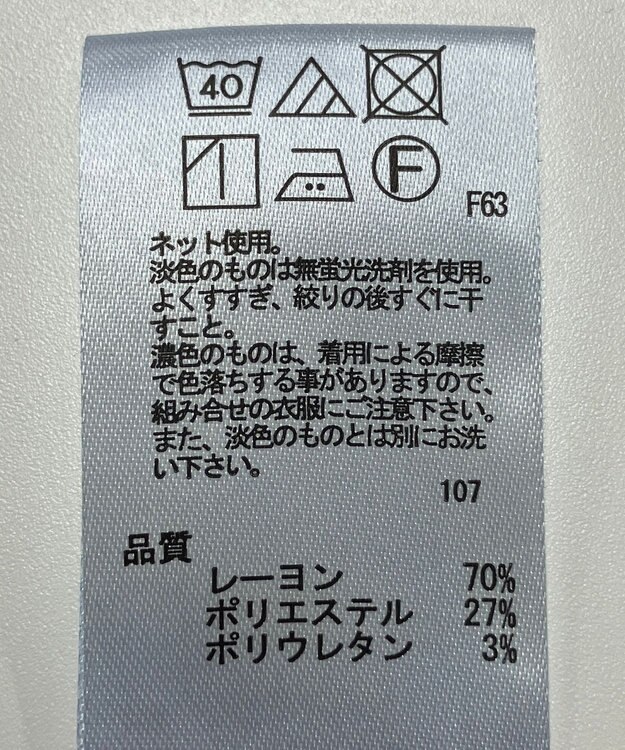 40
F
F63
ネット使用。
淡色のものは無蛍光洗剤を使用。
よくすすぎ、絞りの後すぐに干
すこと。
濃色のものは、着用による摩擦
で色落ちする事がありますので、
組み合せの衣服にご注意下さい。
また、淡色のものとは別にお洗
い下さい。
107
品質
レーヨン 70%
ポリエステル 27%
ポリウレタン 3%